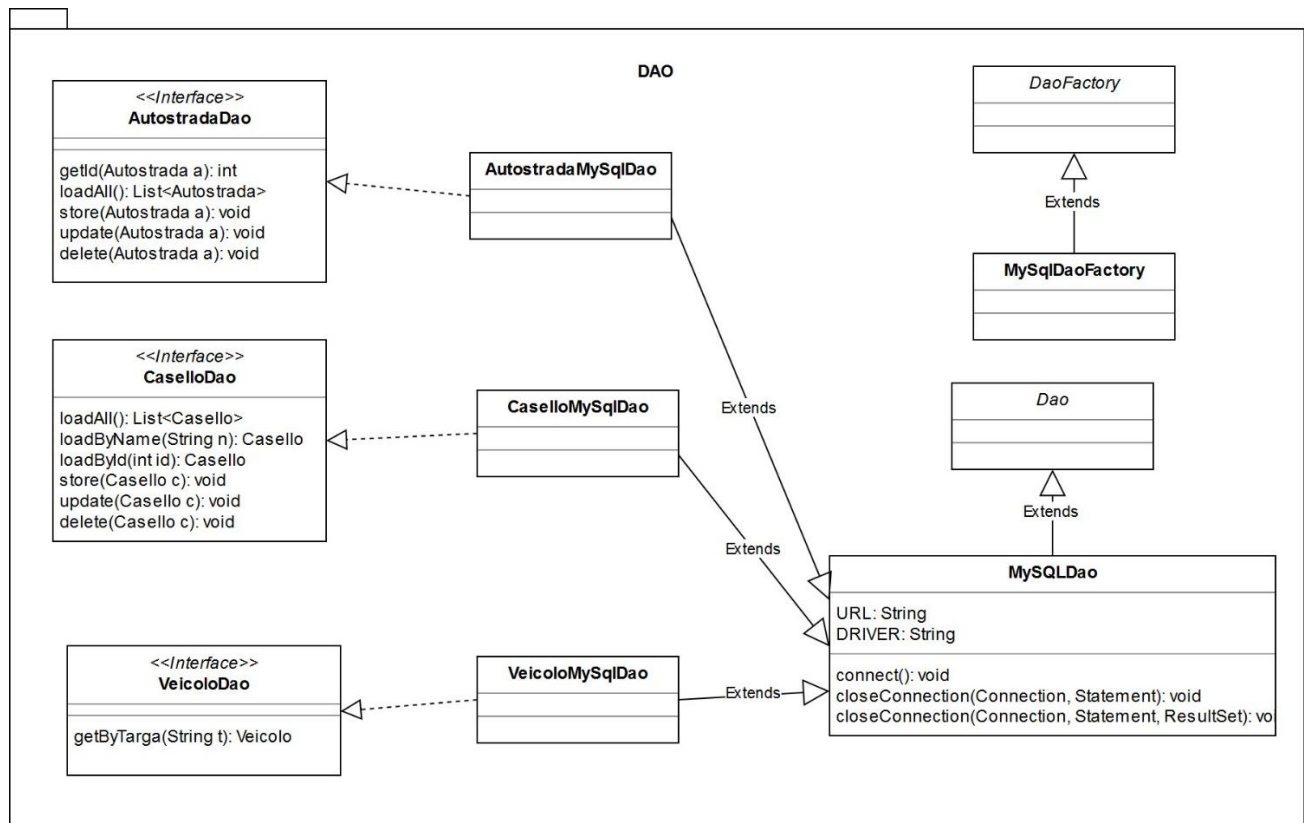 DAO
<<Interface>>
AutostradaDao
getId(Autostrada a): int
loadAll(): List<Autostrada>
store(Autostrada a): void
update(Autostrada a): void
delete(Autostrada a): void
AutostradaMySqlDao
DaoFactory
Extends
MySqlDaoFactory
<<Interface>>
CaselloDao
loadAll(): List<Casello>
loadByName(String n): Casello
loadById(int id): Casello
store(Casello c): void
update(Casello c): void
delete(Casello c): void
CaselloMySqlDao
Extends
Dao
Extends
Extends
MySQLDao
URL: String
DRIVER: String
connect(): void
closeConnection(Connection, Statement): void
closeConnection(Connection, Statement, ResultSet): voi
<<Interface>>
VeicoloDao
getByTarga(String t): Veicolo
VeicoloMySqlDao
Extends